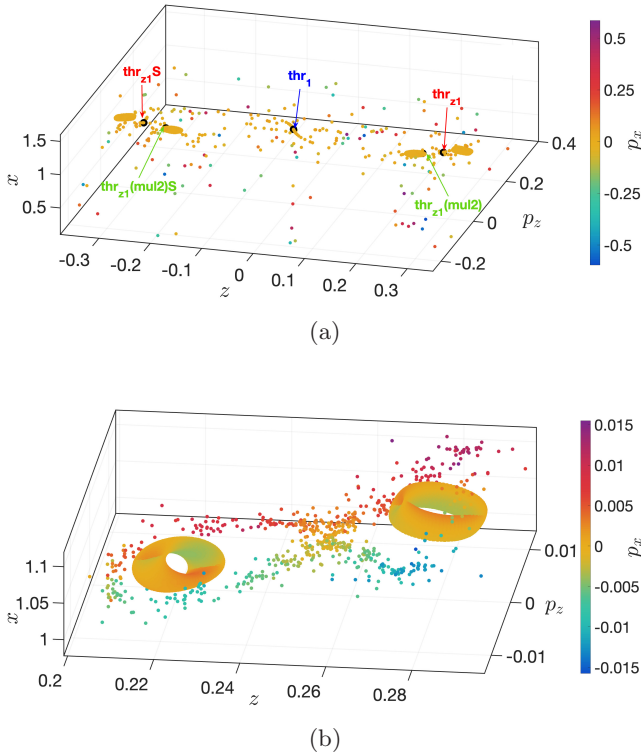 thr_z1S
thr_1
thr_z1
thr_z1(mul2)S
thr_z1(mul2)
1.5
1
0.5
x
-0.3
-0.2
-0.1
0
0.1
0.2
0.3
z
0.4
0.2
0
-0.2
p_z
0.5
0.25
0
-0.25
-0.5
p_x
(a)
1.1
1.05
1
x
0.2
0.22
0.24
0.26
0.28
z
0.01
0
-0.01
p_z
0.015
0.01
0.005
0
-0.005
-0.01
-0.015
p_x
(b)